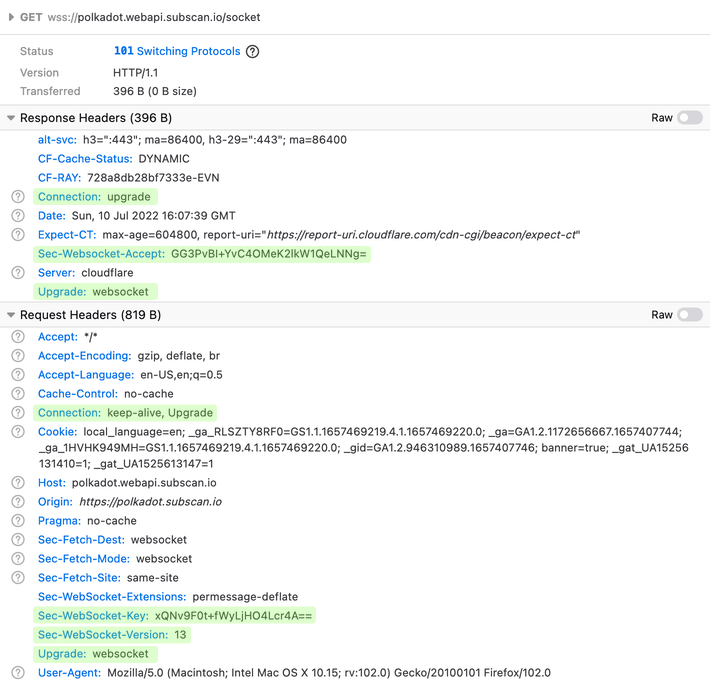 GET wss://polkadot.webapi.subscan.io/socket
Status 101 Switching Protocols ?
Version HTTP/1.1
Transferred 396 B (0 B size)
Response Headers (396 B) Raw
alt-svc: h3=":443"; ma=86400, h3-29=":443"; ma=86400
CF-Cache-Status: DYNAMIC
CF-RAY: 728a8db28bf7333e-EVN
? Connection: upgrade
? Date: Sun, 10 Jul 2022 16:07:39 GMT
? Expect-CT: max-age=604800, report-uri="https://report-uri.cloudflare.com/cdn-cgi/beacon/expect-ct"
Sec-Websocket-Accept: GG3PvBI+YvC4OMeK2lkW1QeLNNg=
? Server: cloudflare
Upgrade: websocket
Request Headers (819 B) Raw
? Accept: */*
? Accept-Encoding: gzip, deflate, br
? Accept-Language: en-US,en;q=0.5
? Cache-Control: no-cache
? Connection: keep-alive, Upgrade
? Cookie: local_language=en; _ga_RLSZTY8RF0=GS1.1.1657469219.4.1.1657469220.0; _ga=GA1.2.1172656667.1657407744;
_ga_1HVHK949MH=GS1.1.1657469219.4.1.1657469220.0; _gid=GA1.2.946310989.1657407746; banner=true; _gat_UA15256
131410=1; _gat_UA1525613147=1
? Host: polkadot.webapi.subscan.io
? Origin: https://polkadot.subscan.io
? Pragma: no-cache
? Sec-Fetch-Dest: websocket
? Sec-Fetch-Mode: websocket
? Sec-Fetch-Site: same-site
Sec-WebSocket-Extensions: permessage-deflate
Sec-WebSocket-Key: xQNv9F0t+fWyLjHO4Lcr4A==
Sec-WebSocket-Version: 13
Upgrade: websocket
? User-Agent: Mozilla/5.0 (Macintosh; Intel Mac OS X 10.15; rv:102.0) Gecko/20100101 Firefox/102.0